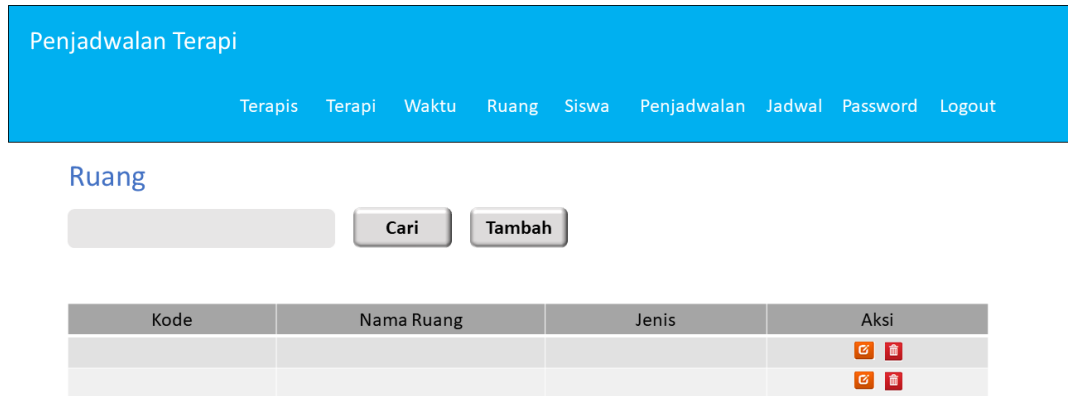 Penjadwalan Terapi
Terapis Terapi Waktu Ruang Siswa Penjadwalan Jadwal Password Logout
Ruang
Cari Tambah
Kode Nama Ruang Jenis Aksi